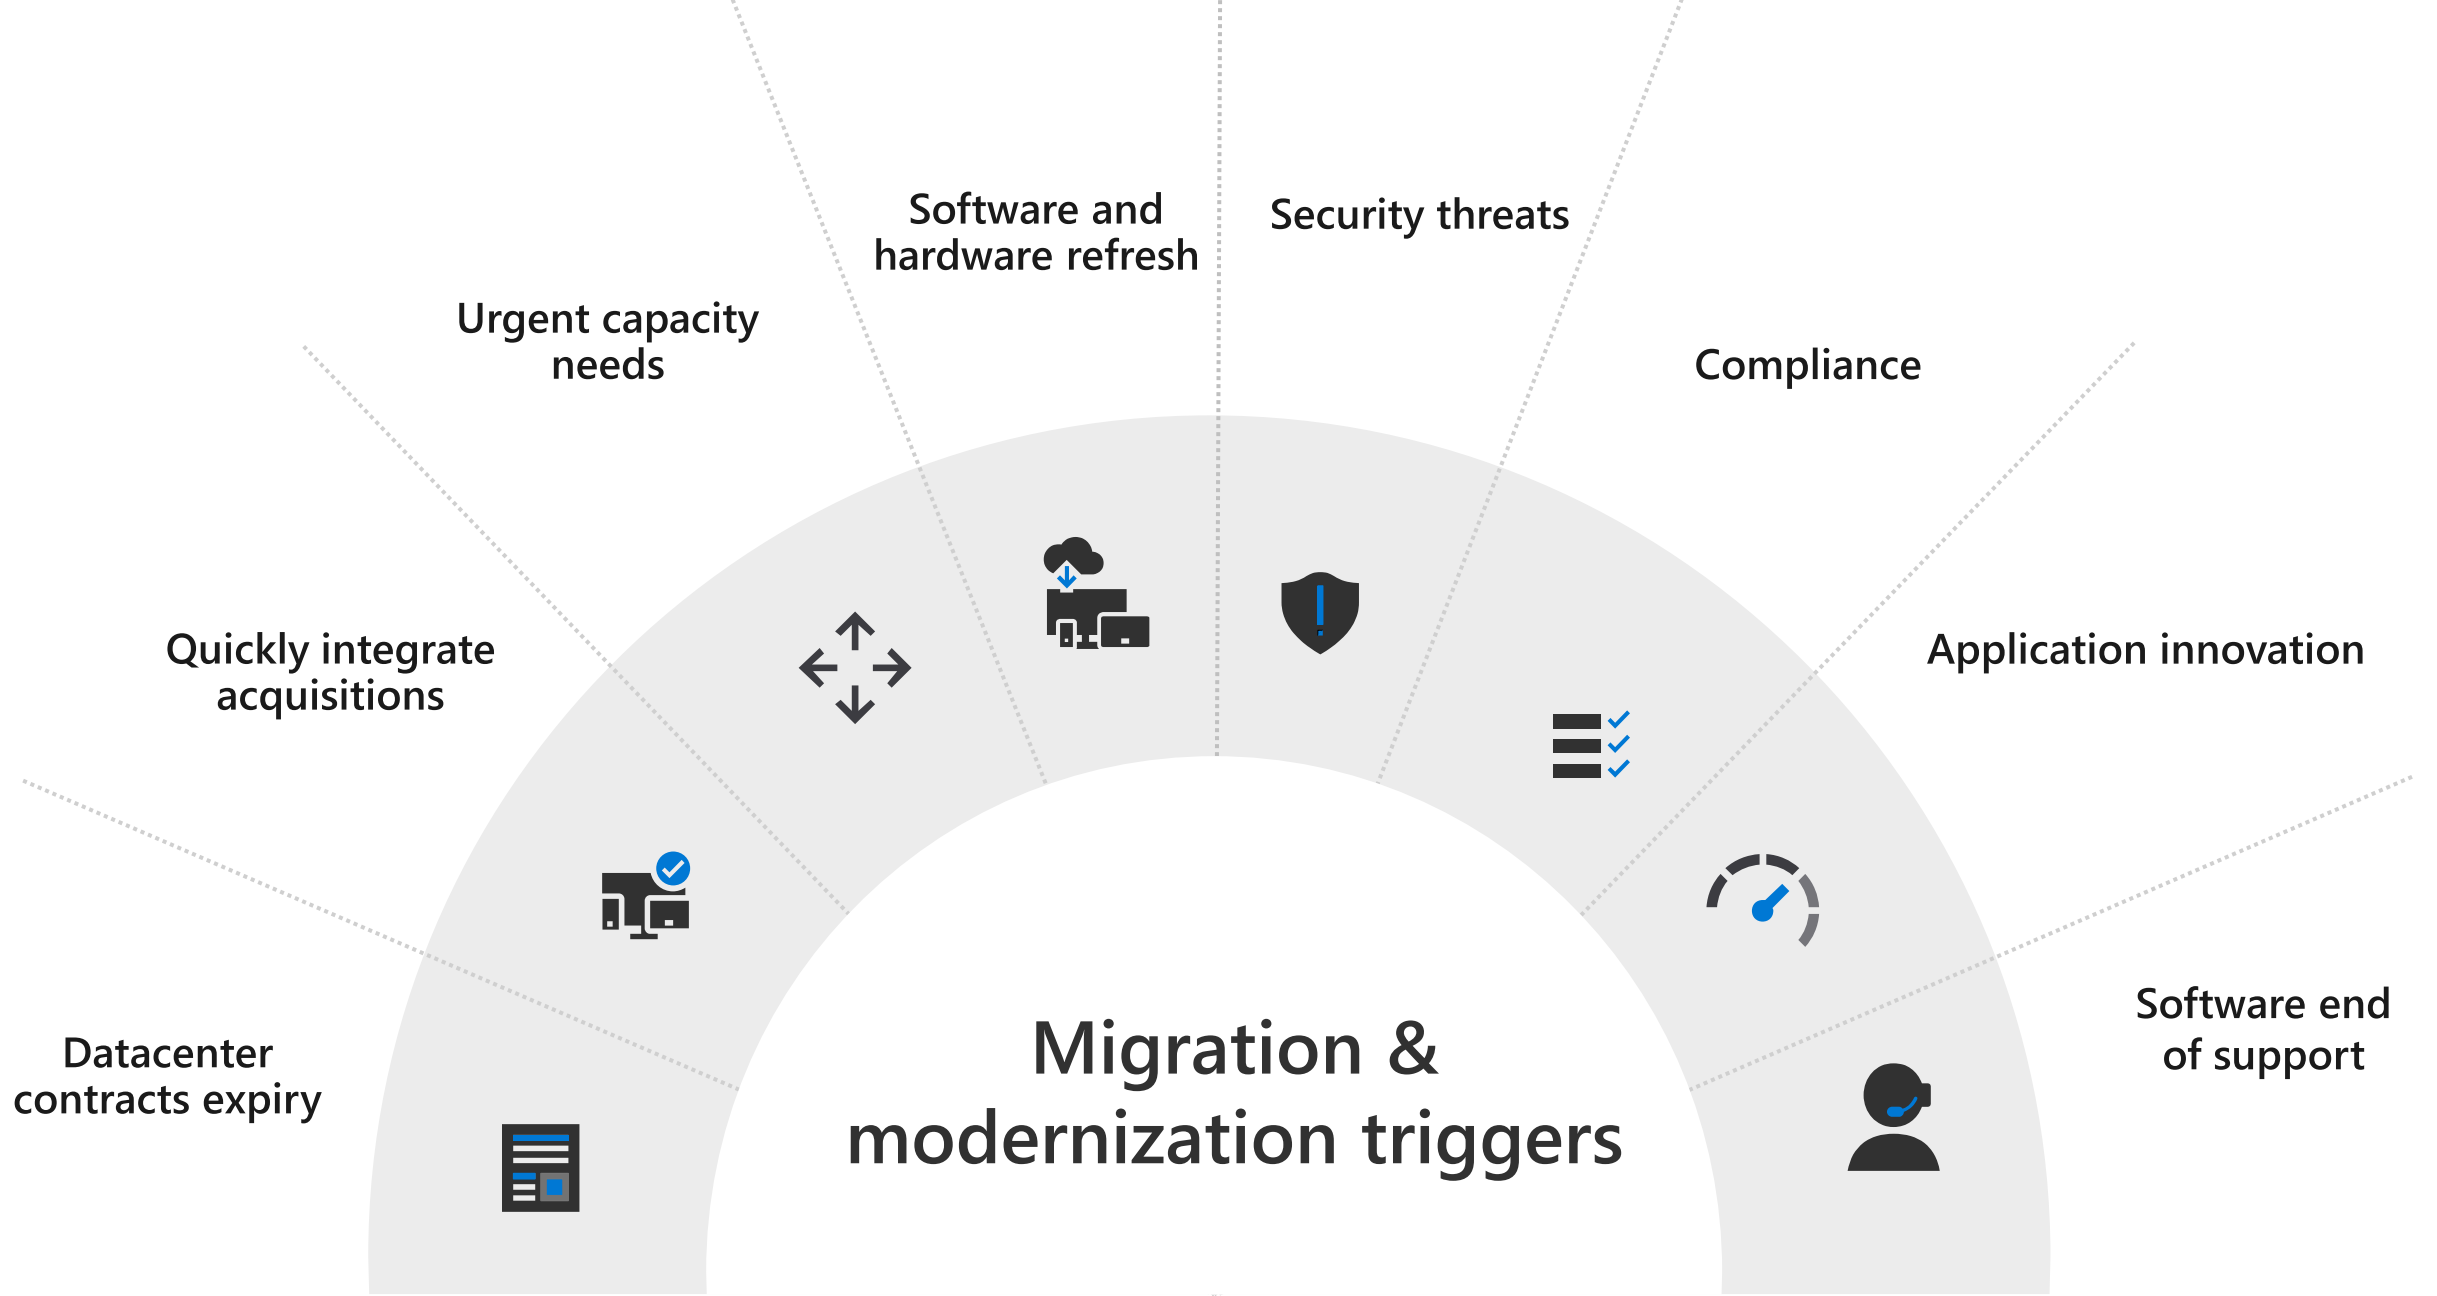 Software and
hardware refresh
Security threats
Urgent capacity
needs
Compliance
Quickly integrate
acquisitions
Application innovation
Datacenter
contracts expiry
Software end
of support
Migration &
modernization triggers